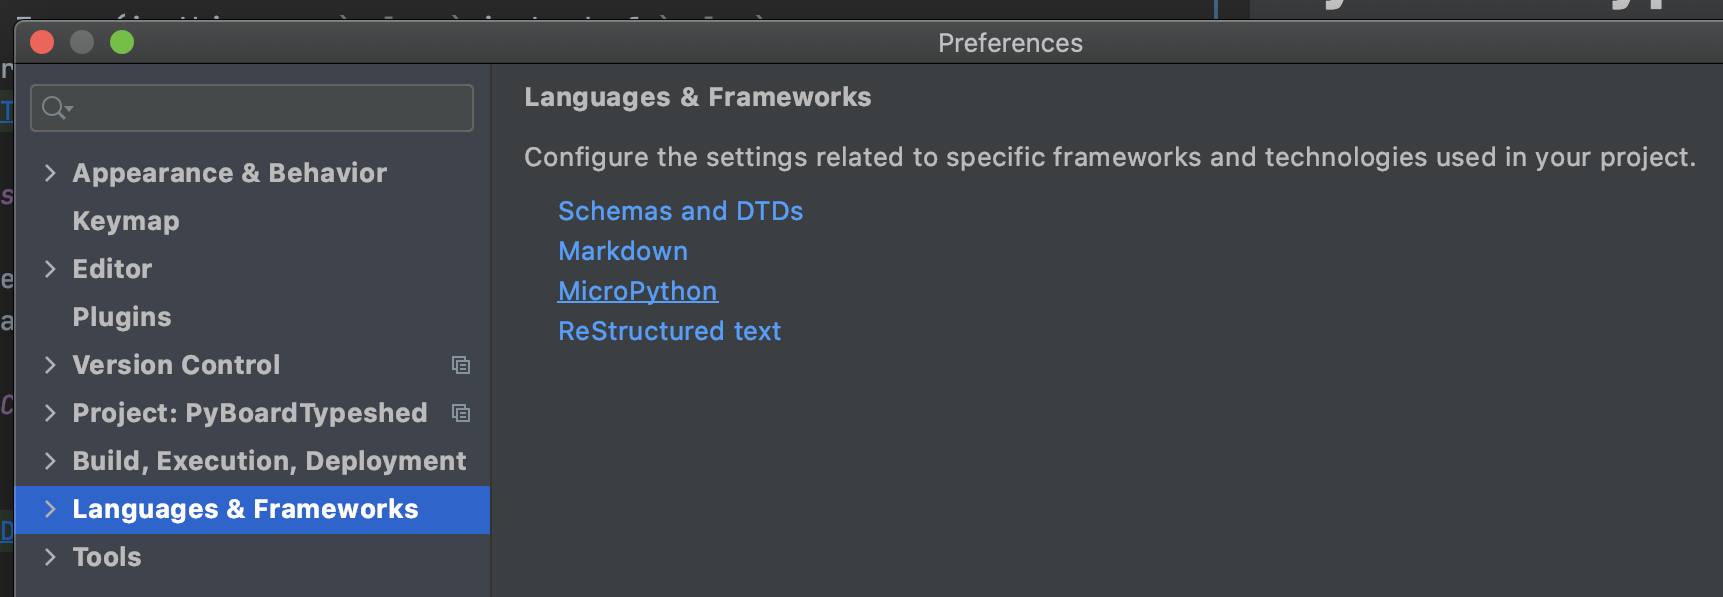 Preferences
Appearance & Behavior
Keymap
Editor
Plugins
Version Control
Project: PyBoardTypeshed
Build, Execution, Deployment
Languages & Frameworks
Tools
Languages & Frameworks
Configure the settings related to specific frameworks and technologies used in your project.
Schemas and DTDs
Markdown
MicroPython
ReStructured text